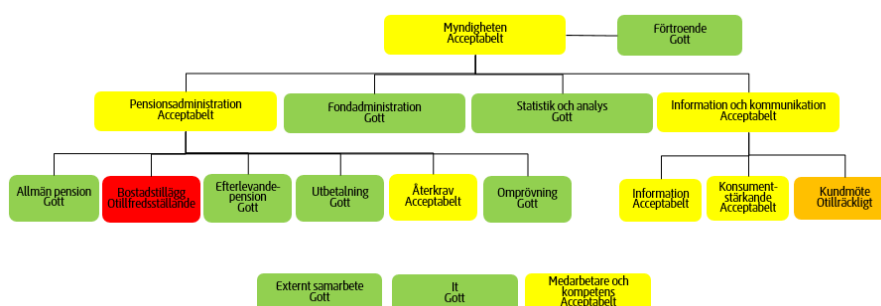 Myndigheten
Acceptabelt
Förtroende
Gott
Pensionsadministration
Acceptabelt
Fondadministration
Gott
Statistik och analys
Gott
Information och kommunikation
Acceptabelt
Allmän pension
Gott
Bostadstillägg
Otillfredsställande
Efterlevande-
pension
Gott
Utbetalning
Gott
Återkrav
Acceptabelt
Omprövning
Gott
Information
Acceptabelt
Konsument-
stärkande
Acceptabelt
Kundmöte
Otillräckligt
Externt samarbete
Gott
It
Gott
Medarbetare och
kompetens
Acceptabelt